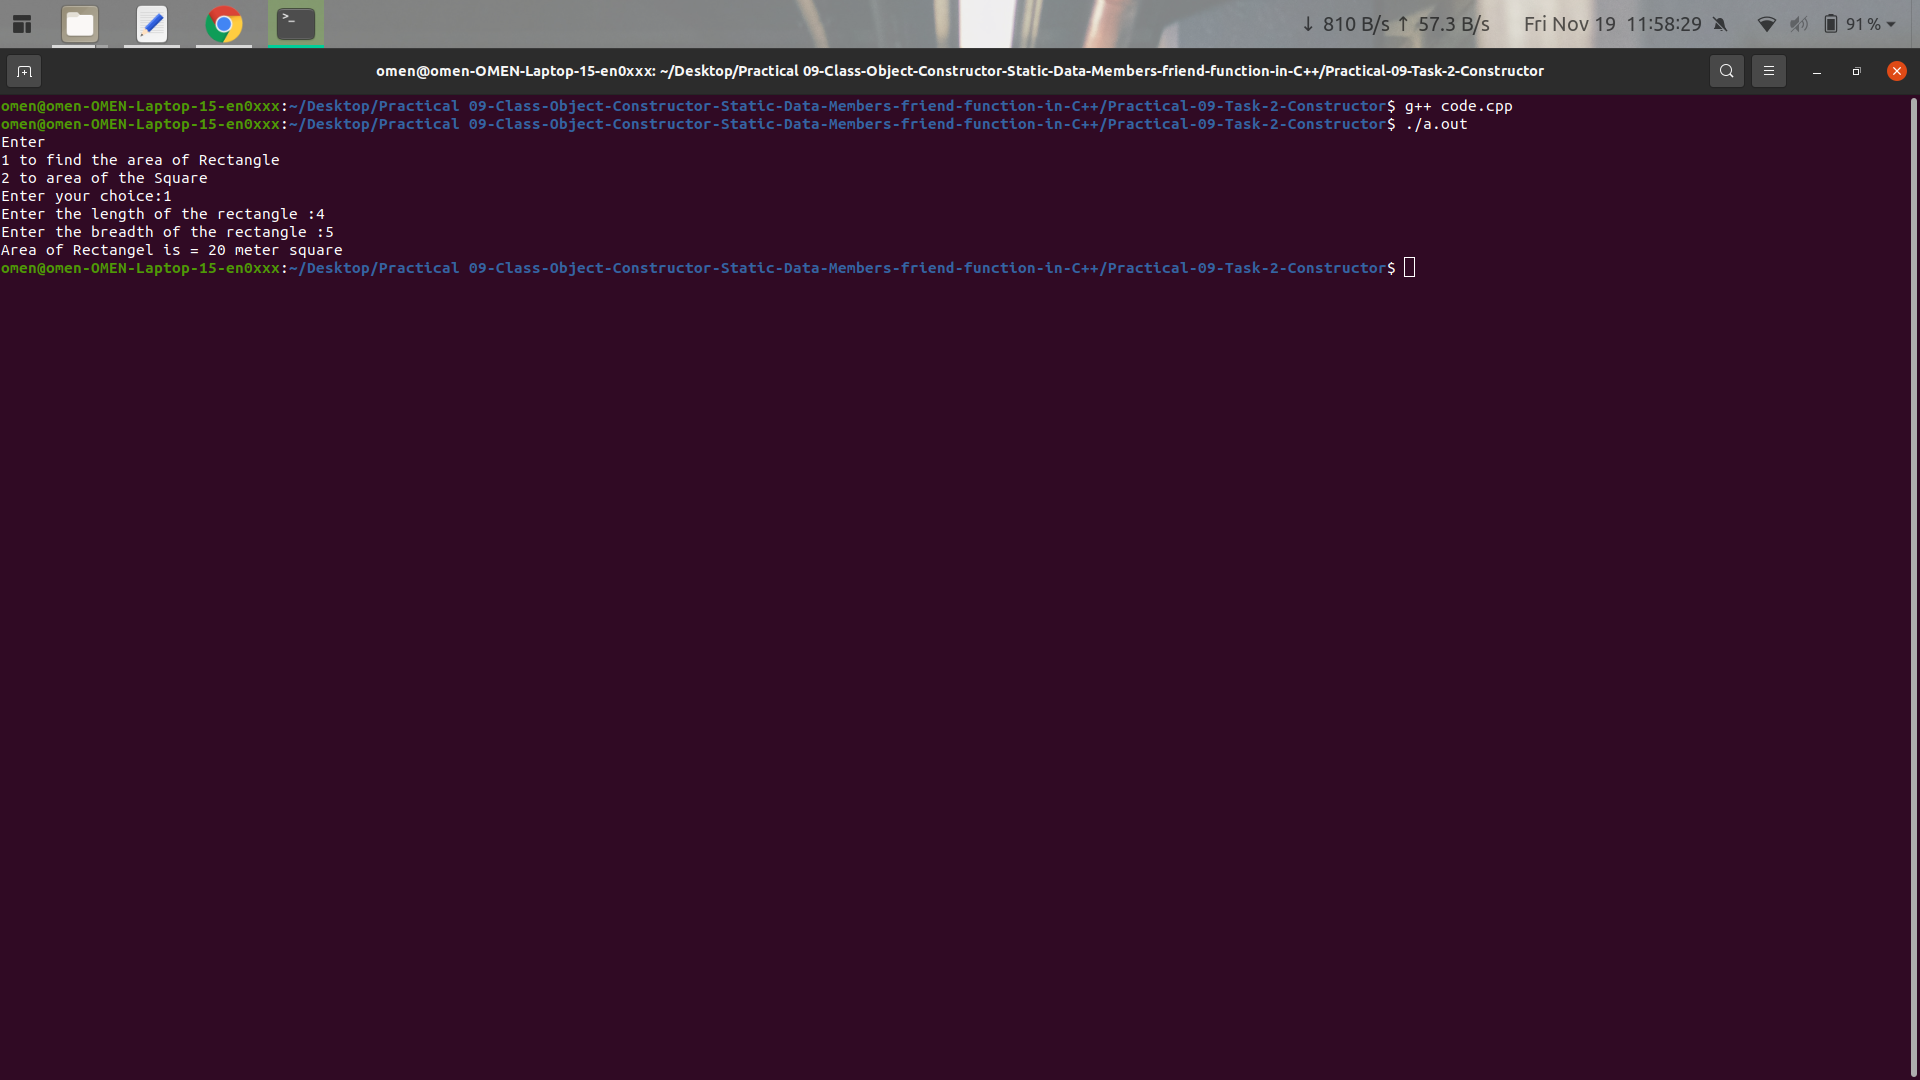 ↓ 810 B/s ↑ 57.3 B/s Fri Nov 19 11:58:29 91 %
omen@omen-OMEN-Laptop-15-en0xxx: ~/Desktop/Practical 09-Class-Object-Constructor-Static-Data-Members-friend-function-in-C++/Practical-09-Task-2-Constructor
omen@omen-OMEN-Laptop-15-en0xxx:~/Desktop/Practical 09-Class-Object-Constructor-Static-Data-Members-friend-function-in-C++/Practical-09-Task-2-Constructor$ g++ code.cpp
omen@omen-OMEN-Laptop-15-en0xxx:~/Desktop/Practical 09-Class-Object-Constructor-Static-Data-Members-friend-function-in-C++/Practical-09-Task-2-Constructor$ ./a.out
Enter
1 to find the area of Rectangle
2 to area of the Square
Enter your choice:1
Enter the length of the rectangle :4
Enter the breadth of the rectangle :5
Area of Rectangel is = 20 meter square
omen@omen-OMEN-Laptop-15-en0xxx:~/Desktop/Practical 09-Class-Object-Constructor-Static-Data-Members-friend-function-in-C++/Practical-09-Task-2-Constructor$